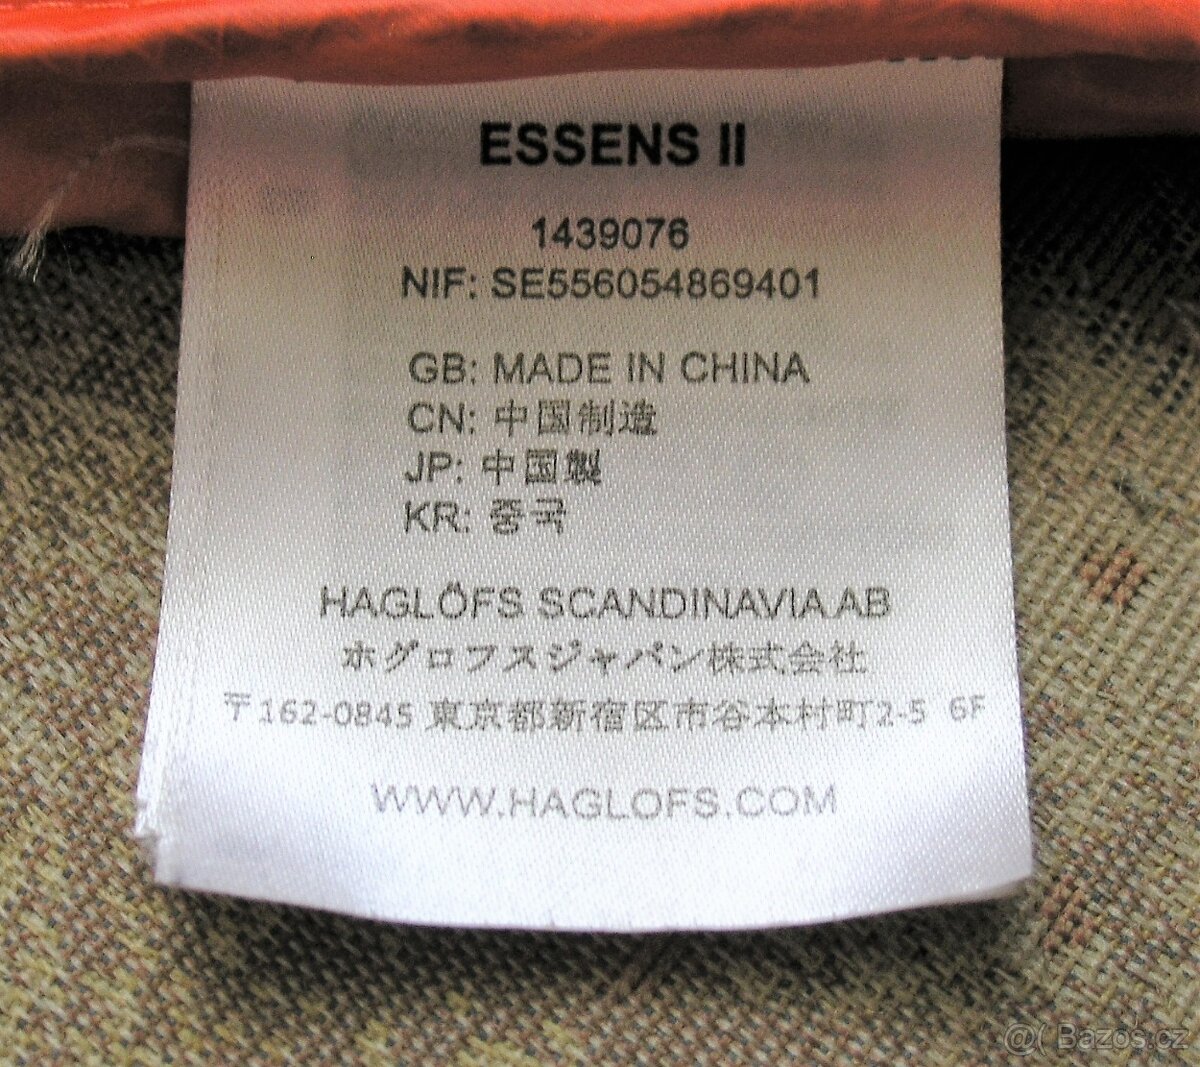 ESSENS II
1439076
NIF: SE556054869401
GB: MADE IN CHINA
CN: 中国制造
JP: 中国製
KR: 중국
HAGLÖFS SCANDINAVIA AB
ホグロフスジャパン株式会社
〒162-0845 東京都新宿区市谷本村町2-5 6F
WWW.HAGLOFS.COM
@( Bazos.cz